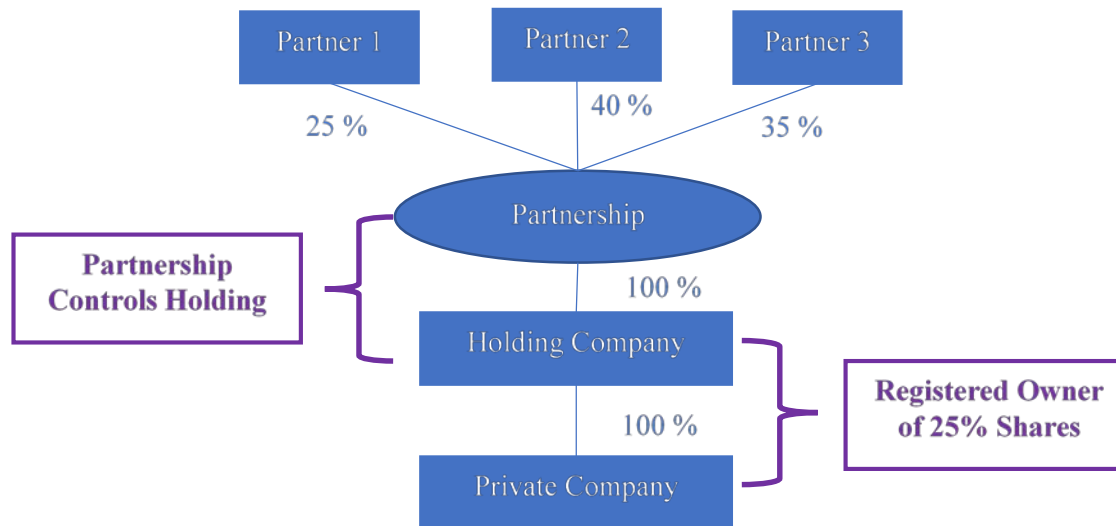 Partner 1
Partner 2
Partner 3
25 %
40 %
35 %
Partnership
Partnership
Controls Holding
100 %
Holding Company
Registered Owner
of 25% Shares
100 %
Private Company